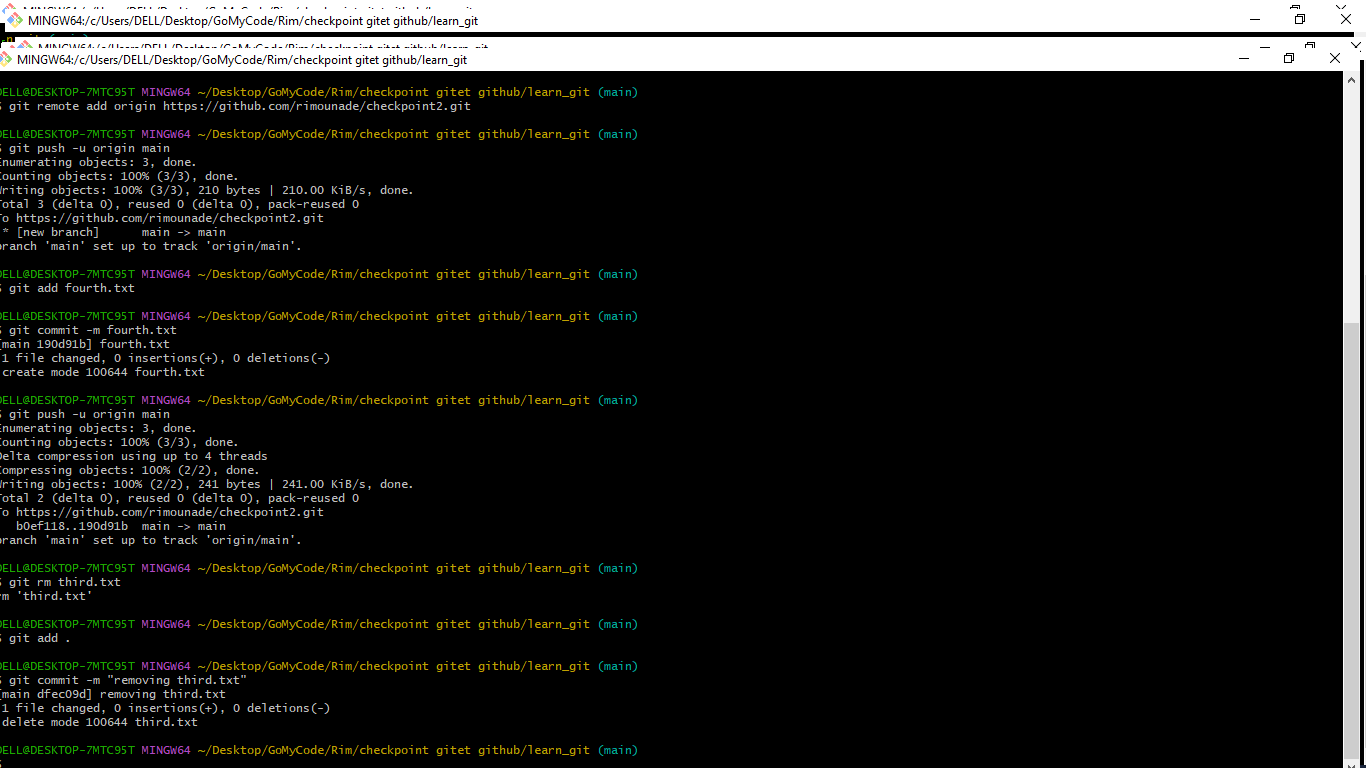 MINGW64:/c/Users/DELL/Desktop/GoMyCode/Rim/checkpoint gitet github/learn_git
MINGW64:/c/Users/DELL/Desktop/GoMyCode/Rim/checkpoint gitet github/learn_git
DELL@DESKTOP-7MTC95T MINGW64 ~/Desktop/GoMyCode/Rim/checkpoint gitet github/learn_git (main)
$ git remote add origin https://github.com/rimounade/checkpoint2.git
DELL@DESKTOP-7MTC95T MINGW64 ~/Desktop/GoMyCode/Rim/checkpoint gitet github/learn_git (main)
$ git push -u origin main
Enumerating objects: 3, done.
Counting objects: 100% (3/3), done.
Writing objects: 100% (3/3), 210 bytes | 210.00 KiB/s, done.
Total 3 (delta 0), reused 0 (delta 0), pack-reused 0
To https://github.com/rimounade/checkpoint2.git
* [new branch]      main -> main
branch 'main' set up to track 'origin/main'.
DELL@DESKTOP-7MTC95T MINGW64 ~/Desktop/GoMyCode/Rim/checkpoint gitet github/learn_git (main)
$ git add fourth.txt
DELL@DESKTOP-7MTC95T MINGW64 ~/Desktop/GoMyCode/Rim/checkpoint gitet github/learn_git (main)
$ git commit -m fourth.txt
[main 190d91b] fourth.txt
1 file changed, 0 insertions(+), 0 deletions(-)
create mode 100644 fourth.txt
DELL@DESKTOP-7MTC95T MINGW64 ~/Desktop/GoMyCode/Rim/checkpoint gitet github/learn_git (main)
$ git push -u origin main
Enumerating objects: 3, done.
Counting objects: 100% (3/3), done.
Delta compression using up to 4 threads
Compressing objects: 100% (2/2), done.
Writing objects: 100% (2/2), 241 bytes | 241.00 KiB/s, done.
Total 2 (delta 0), reused 0 (delta 0), pack-reused 0
To https://github.com/rimounade/checkpoint2.git
b0ef118..190d91b  main -> main
branch 'main' set up to track 'origin/main'.
DELL@DESKTOP-7MTC95T MINGW64 ~/Desktop/GoMyCode/Rim/checkpoint gitet github/learn_git (main)
$ git rm third.txt
rm 'third.txt'
DELL@DESKTOP-7MTC95T MINGW64 ~/Desktop/GoMyCode/Rim/checkpoint gitet github/learn_git (main)
$ git add .
DELL@DESKTOP-7MTC95T MINGW64 ~/Desktop/GoMyCode/Rim/checkpoint gitet github/learn_git (main)
$ git commit -m "removing third.txt"
[main dfec09d] removing third.txt
1 file changed, 0 insertions(+), 0 deletions(-)
delete mode 100644 third.txt
DELL@DESKTOP-7MTC95T MINGW64 ~/Desktop/GoMyCode/Rim/checkpoint gitet github/learn_git (main)